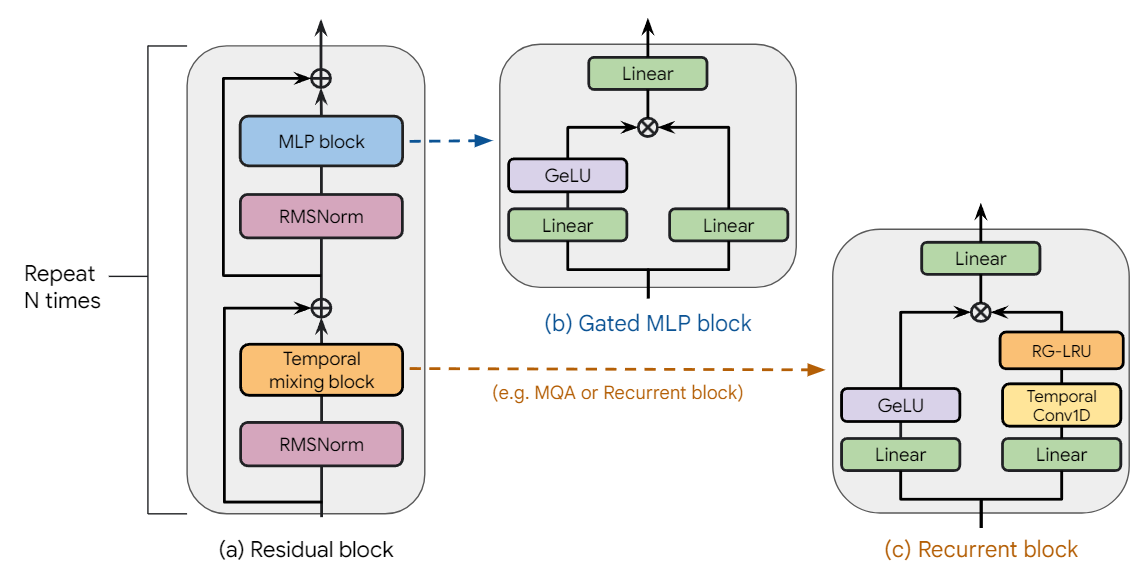 Repeat
N times
MLP block
RMSNorm
Temporal
mixing block
RMSNorm
(a) Residual block
Linear
GeLU
Linear
Linear
(b) Gated MLP block
(e.g. MQA or Recurrent block)
Linear
RG-LRU
GeLU
Temporal
Conv1D
Linear
Linear
(c) Recurrent block